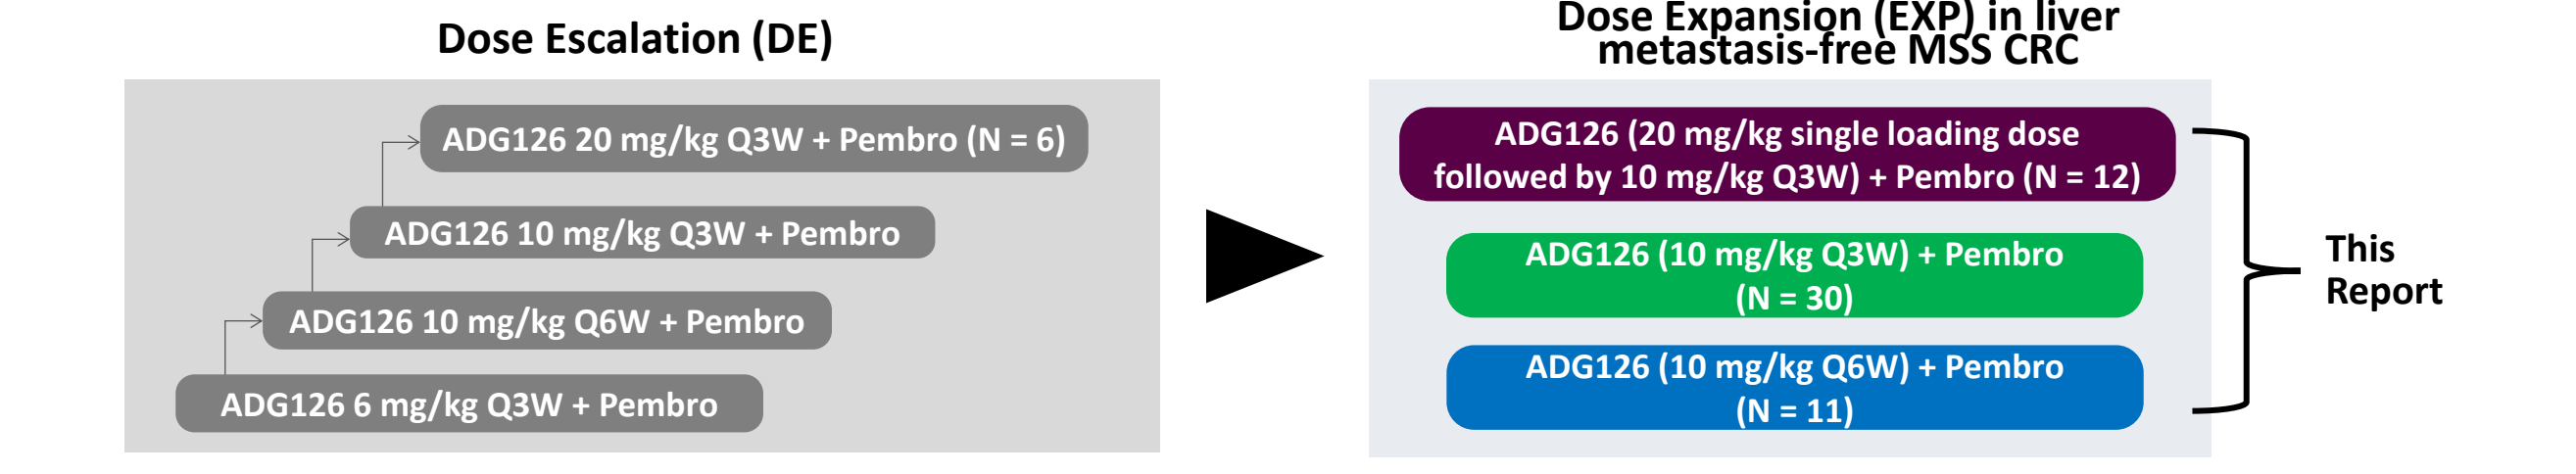 Dose Escalation (DE)
ADG126 20 mg/kg Q3W + Pembro (N = 6)
ADG126 10 mg/kg Q3W + Pembro
ADG126 10 mg/kg Q6W + Pembro
ADG126 6 mg/kg Q3W + Pembro
Dose Expansion (EXP) in liver
metastasis-free MSS CRC
ADG126 (20 mg/kg single loading dose
followed by 10 mg/kg Q3W) + Pembro (N = 12)
ADG126 (10 mg/kg Q3W) + Pembro
(N = 30)
ADG126 (10 mg/kg Q6W) + Pembro
(N = 11)
This
Report